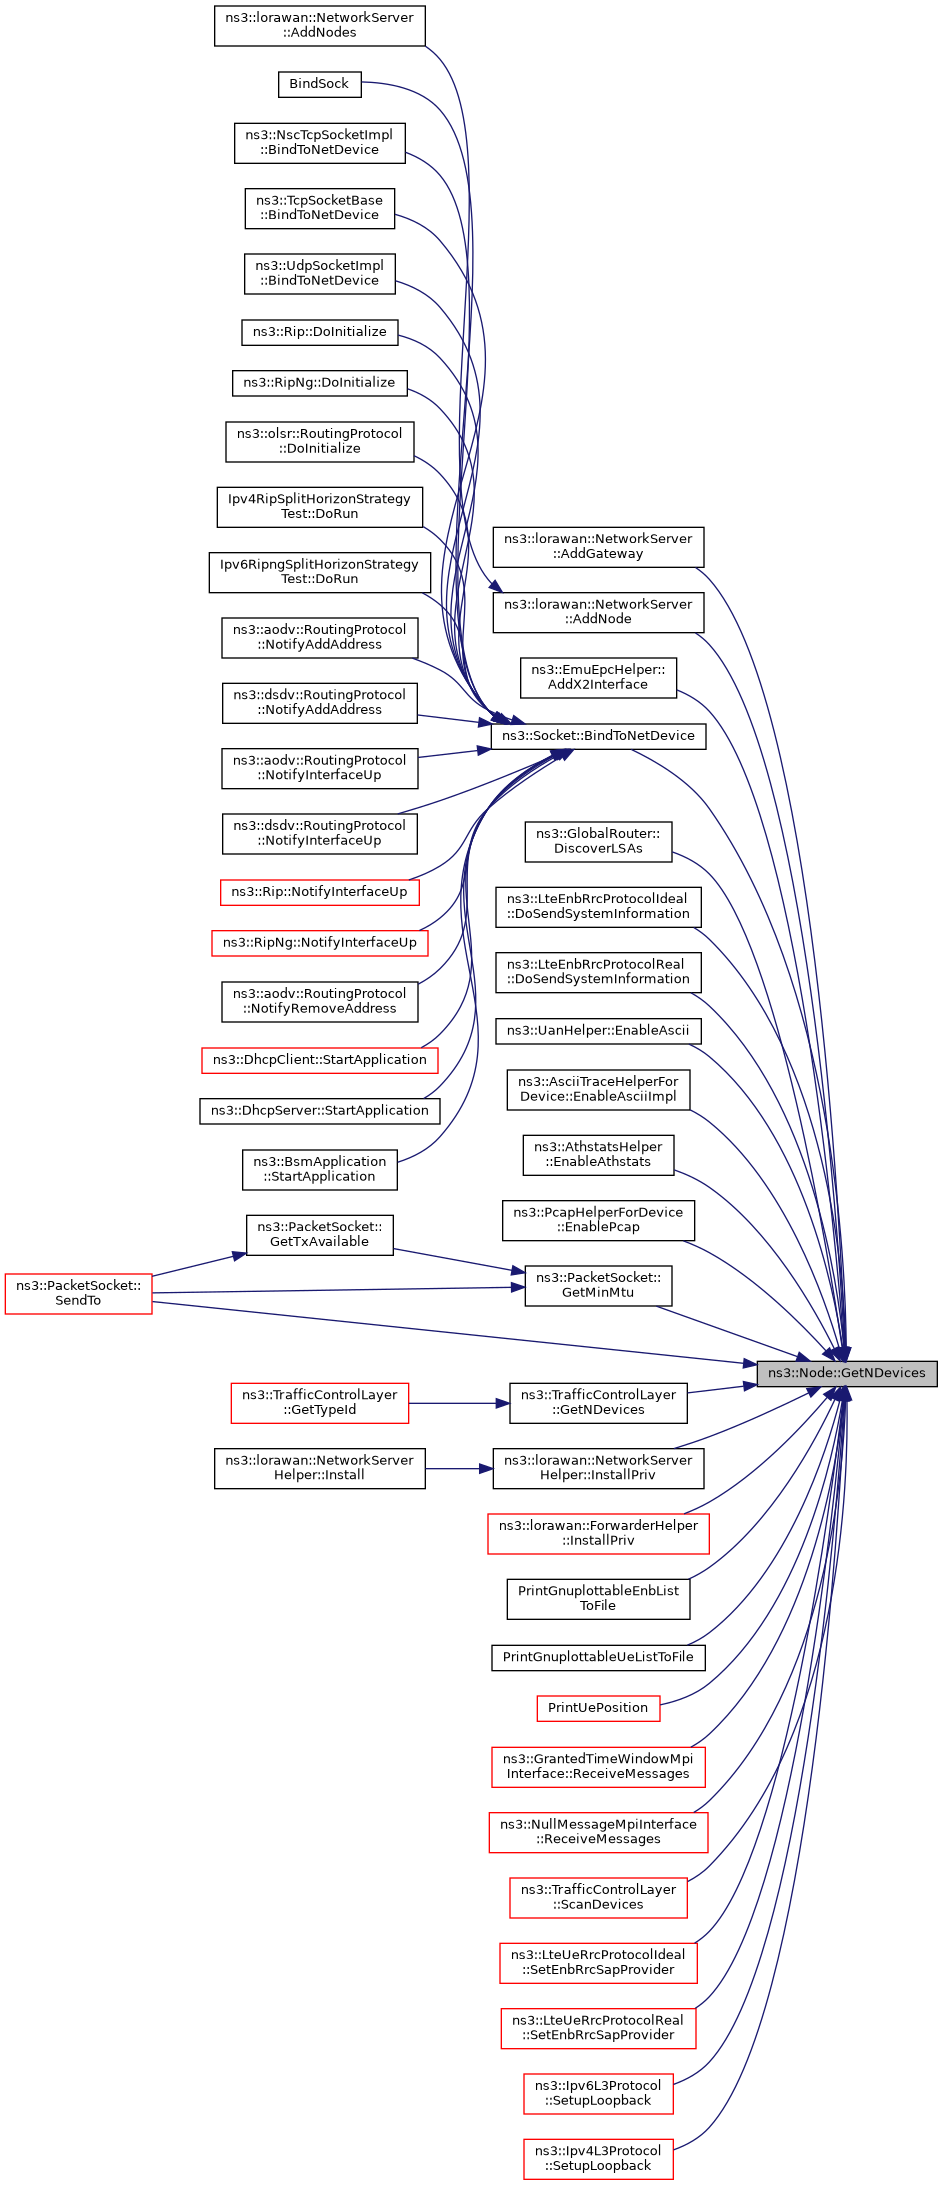 ns3::lorawan::NetworkServer
::AddNodes
BindSock
ns3::NscTcpSocketImpl
::BindToNetDevice
ns3::TcpSocketBase
::BindToNetDevice
ns3::UdpSocketImpl
::BindToNetDevice
ns3::Rip::DoInitialize
ns3::RipNg::DoInitialize
ns3::olsr::RoutingProtocol
::DoInitialize
Ipv4RipSplitHorizonStrategy
Test::DoRun
Ipv6RipngSplitHorizonStrategy
Test::DoRun
ns3::aodv::RoutingProtocol
::NotifyAddAddress
ns3::dsdv::RoutingProtocol
::NotifyAddAddress
ns3::aodv::RoutingProtocol
::NotifyInterfaceUp
ns3::dsdv::RoutingProtocol
::NotifyInterfaceUp
ns3::Rip::NotifyInterfaceUp
ns3::RipNg::NotifyInterfaceUp
ns3::aodv::RoutingProtocol
::NotifyRemoveAddress
ns3::DhcpClient::StartApplication
ns3::DhcpServer::StartApplication
ns3::BsmApplication
::StartApplication
ns3::PacketSocket::
GetTxAvailable
ns3::PacketSocket::
SendTo
ns3::TrafficControlLayer
::GetTypeId
ns3::lorawan::NetworkServer
Helper::Install
ns3::lorawan::NetworkServer
::AddGateway
ns3::lorawan::NetworkServer
::AddNode
ns3::EmuEpcHelper::
AddX2Interface
ns3::Socket::BindToNetDevice
ns3::GlobalRouter::
DiscoverLSAs
ns3::LteEnbRrcProtocolIdeal
::DoSendSystemInformation
ns3::LteEnbRrcProtocolReal
::DoSendSystemInformation
ns3::UanHelper::EnableAscii
ns3::AsciiTraceHelperFor
Device::EnableAsciiImpl
ns3::AthstatsHelper
::EnableAthstats
ns3::PcapHelperForDevice
::EnablePcap
ns3::PacketSocket::
GetMinMtu
ns3::TrafficControlLayer
::GetNDevices
ns3::lorawan::NetworkServer
Helper::InstallPriv
ns3::lorawan::ForwarderHelper
::InstallPriv
PrintGnuplottableEnbList
ToFile
PrintGnuplottableUeListToFile
PrintUePosition
ns3::GrantedTimeWindowMpi
Interface::ReceiveMessages
ns3::NullMessageMpiInterface
::ReceiveMessages
ns3::TrafficControlLayer
::ScanDevices
ns3::LteUeRrcProtocolIdeal
::SetEnbRrcSapProvider
ns3::LteUeRrcProtocolReal
::SetEnbRrcSapProvider
ns3::Ipv6L3Protocol
::SetupLoopback
ns3::Ipv4L3Protocol
::SetupLoopback
ns3::Node::GetNDevices